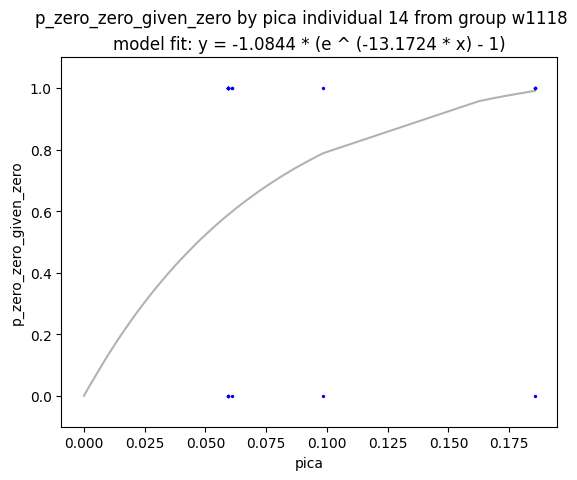 p_zero_zero_given_zero by pica individual 14 from group w1118
model fit: y = -1.0844 * (e ^ (-13.1724 * x) - 1)
p_zero_zero_given_zero
1.0
0.8
0.6
0.4
0.2
0.0
0.000 0.025 0.050 0.075 0.100 0.125 0.150 0.175
pica